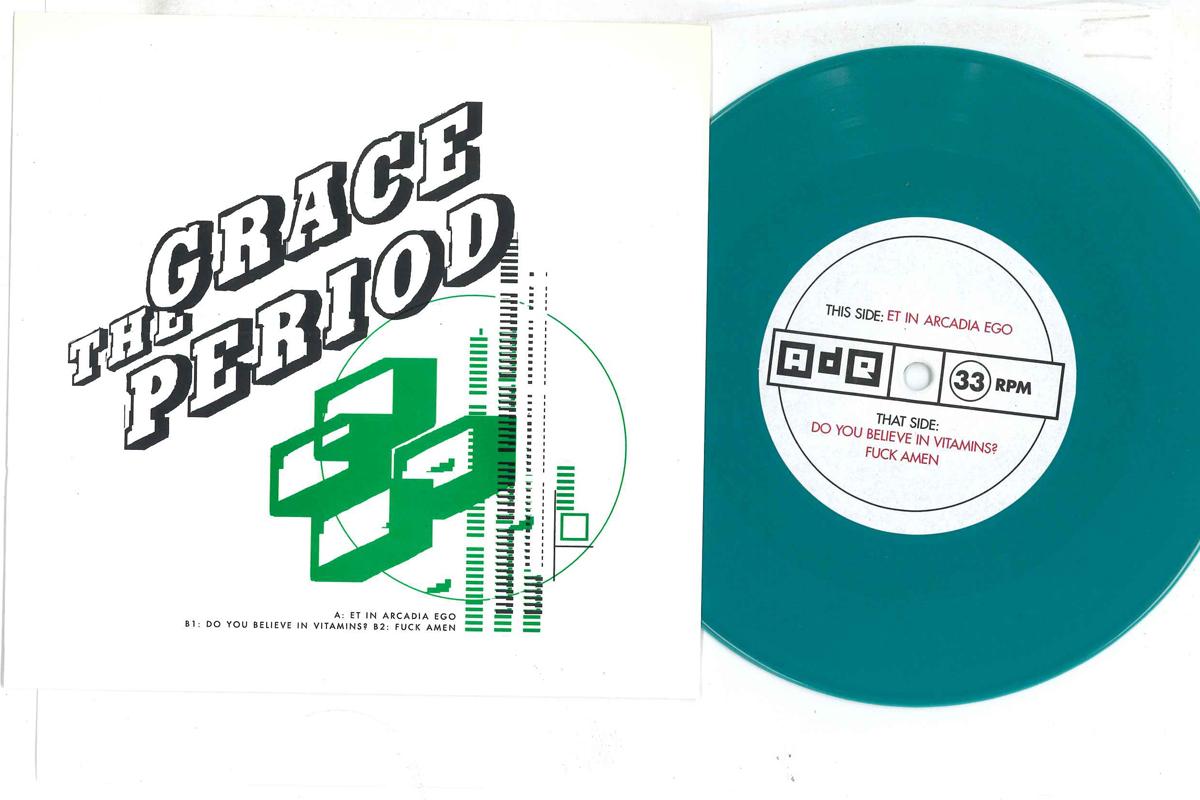 THE
GRACE
PERIOD
A: ET IN ARCADIA EGO
B1: DO YOU BELIEVE IN VITAMINS? B2: FUCK AMEN
THIS SIDE: ET IN ARCADIA EGO
AdR 33 RPM
THAT SIDE:
DO YOU BELIEVE IN VITAMINS?
FUCK AMEN